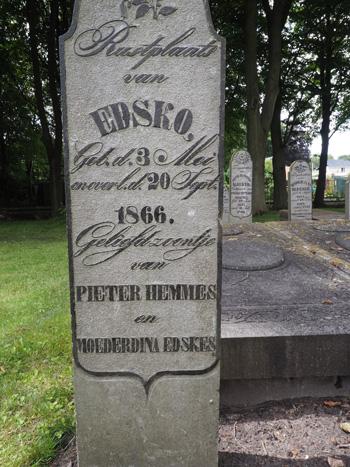 Rustplaats
van
EDSKO,
Geb. d. 3 Mei
en overl. d. 20 Sept.
1866.
Geliefd zoontje
van
PIETER HEMMES
en
MOEDERDINA EDSKES